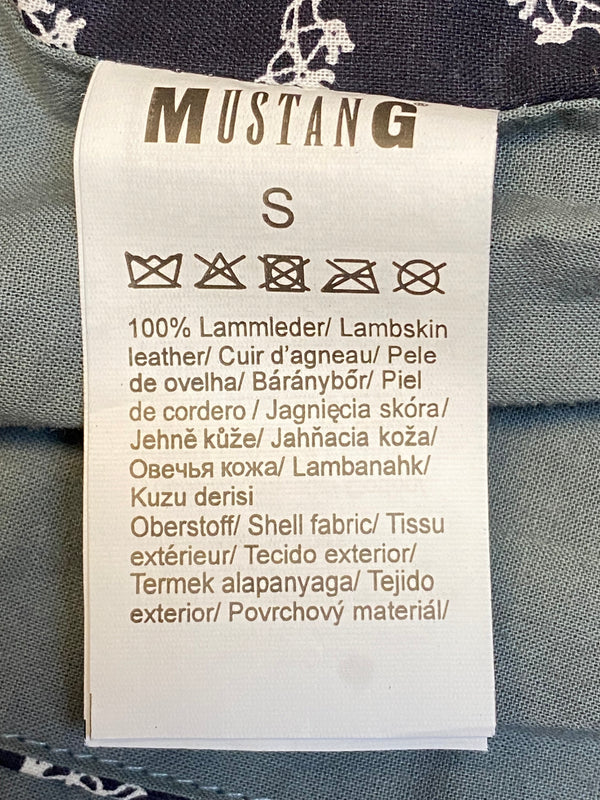 MUSTANG®
S
100% Lammleder/ Lambskin
leather/ Cuir d'agneau/ Pele
de ovelha/ Báránybőr/ Piel
de cordero / Jagnięcia skóra/
Jehně kůže/ Jahňacia koža/
Овечья кожа/ Lambanahk/
Kuzu derisi
Oberstoff/ Shell fabric/ Tissu
extérieur/ Tecido exterior/
Termek alapanyaga/ Tejido
exterior/ Povrchový materiál/